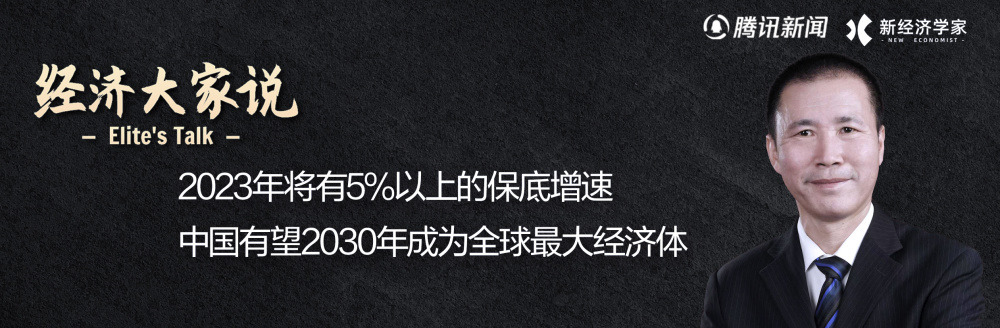 腾讯新闻
新经济学家
- NEW ECONOMIST -
经济大家说
- Elite's Talk -
2023年将有5%以上的保底增速
中国有望2030年成为全球最大经济体